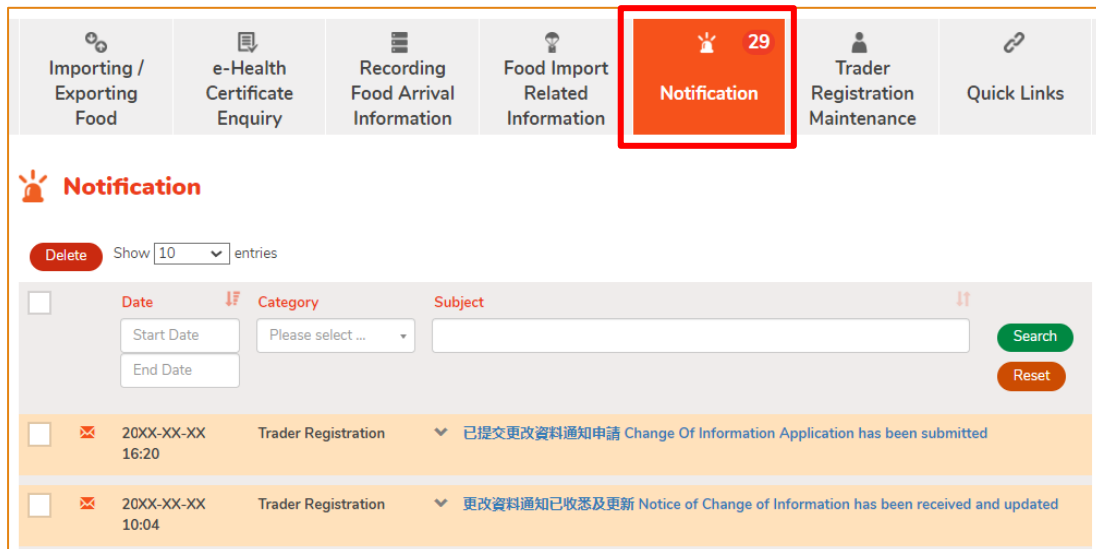 Importing /
Exporting
Food
e-Health
Certificate
Enquiry
Recording
Food Arrival
Information
Food Import
Related
Information
29
Notification
Trader
Registration
Maintenance
Quick Links
Notification
Delete Show 10 entries
Date Category Subject
Start Date Please select ... Search
End Date Reset
20XX-XX-XX Trader Registration 已提交更改資料通知申請 Change Of Information Application has been submitted
16:20
20XX-XX-XX Trader Registration 更改資料通知已收悉及更新 Notice of Change of Information has been received and updated
10:04